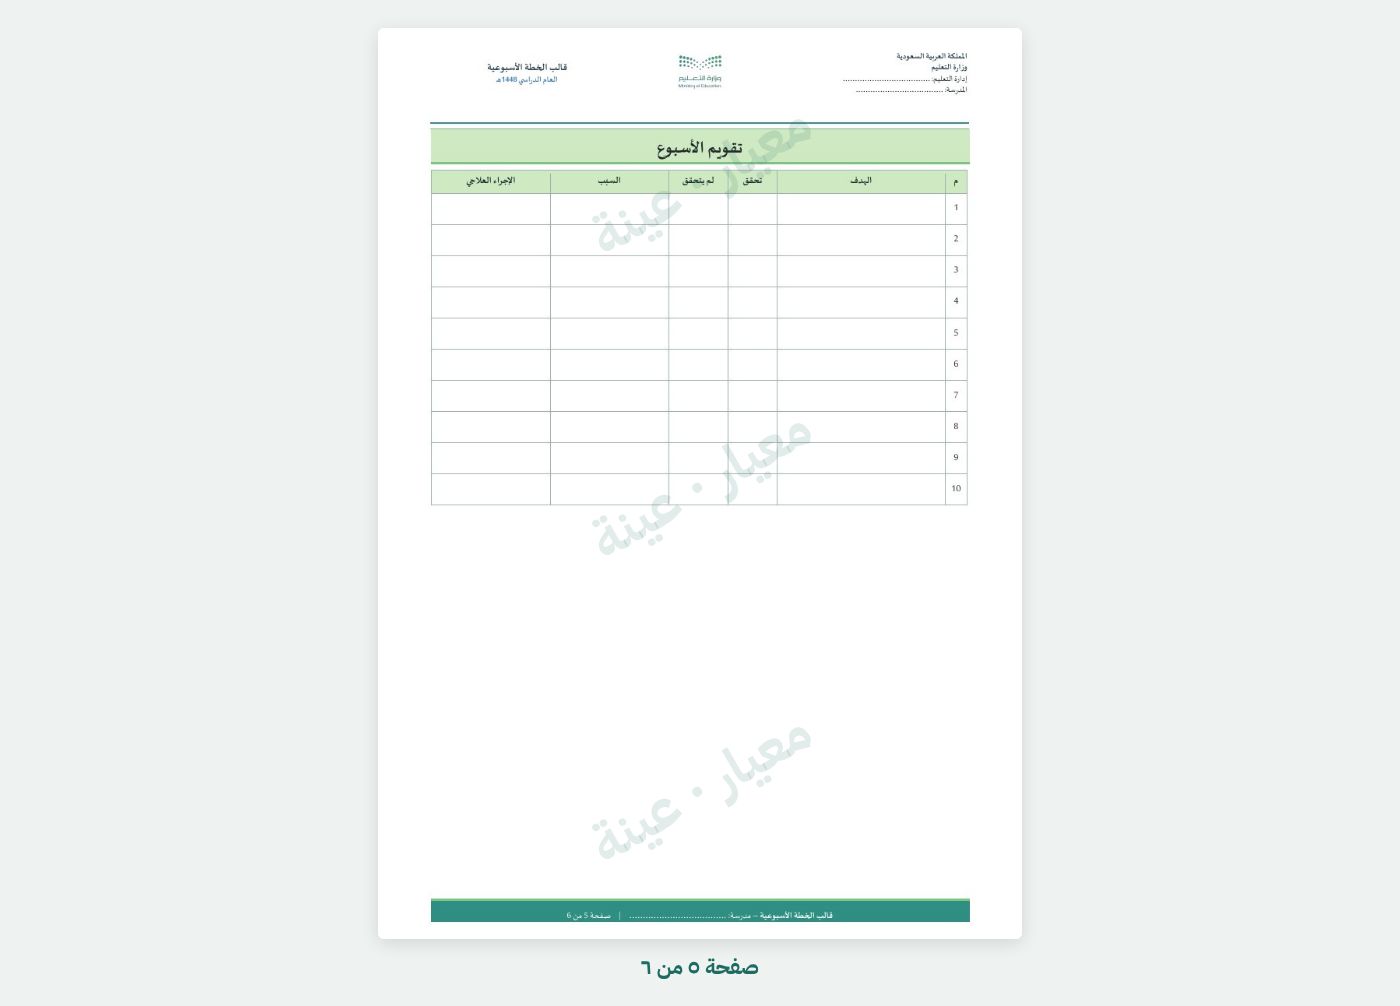 المملكة العربية السعودية
وزارة التعليم
إدارة التعليم: ....................................
المدرسة: ....................................
وزارة التعـليم
Ministry of Education
قالب الخطة الأسبوعية
العام الدراسي 1448هـ
تقويم الأسبوع
م الهدف تحقق لم يتحقق السبب الإجراء العلاجي
1
2
3
4
5
6
7
8
9
10
معيار · عينة
معيار · عينة
معيار · عينة
قالب الخطة الأسبوعية – مدرسة: .................................... | صفحة 5 من 6
صفحة ٥ من ٦